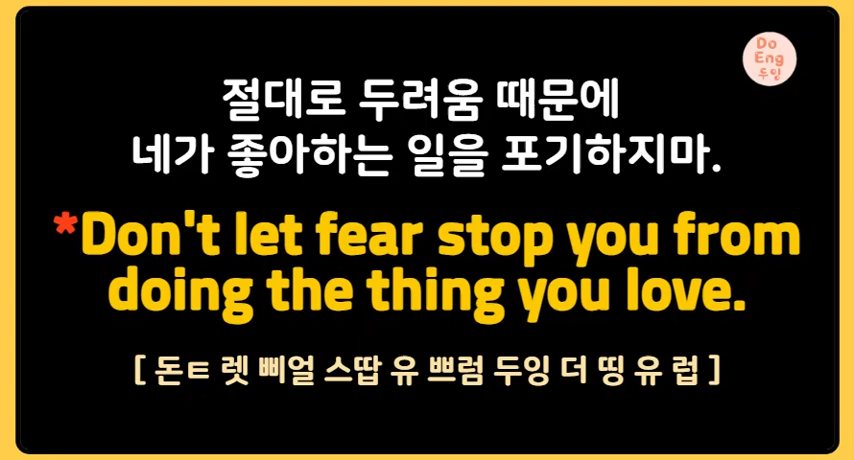 Do
Eng
두잉
절대로 두려움 때문에
네가 좋아하는 일을 포기하지마.
*Don't let fear stop you from
doing the thing you love.
[ 돈ㅌ 렛 삐얼 스땁 유 쁘럼 두잉 더 띵 유 럽 ]